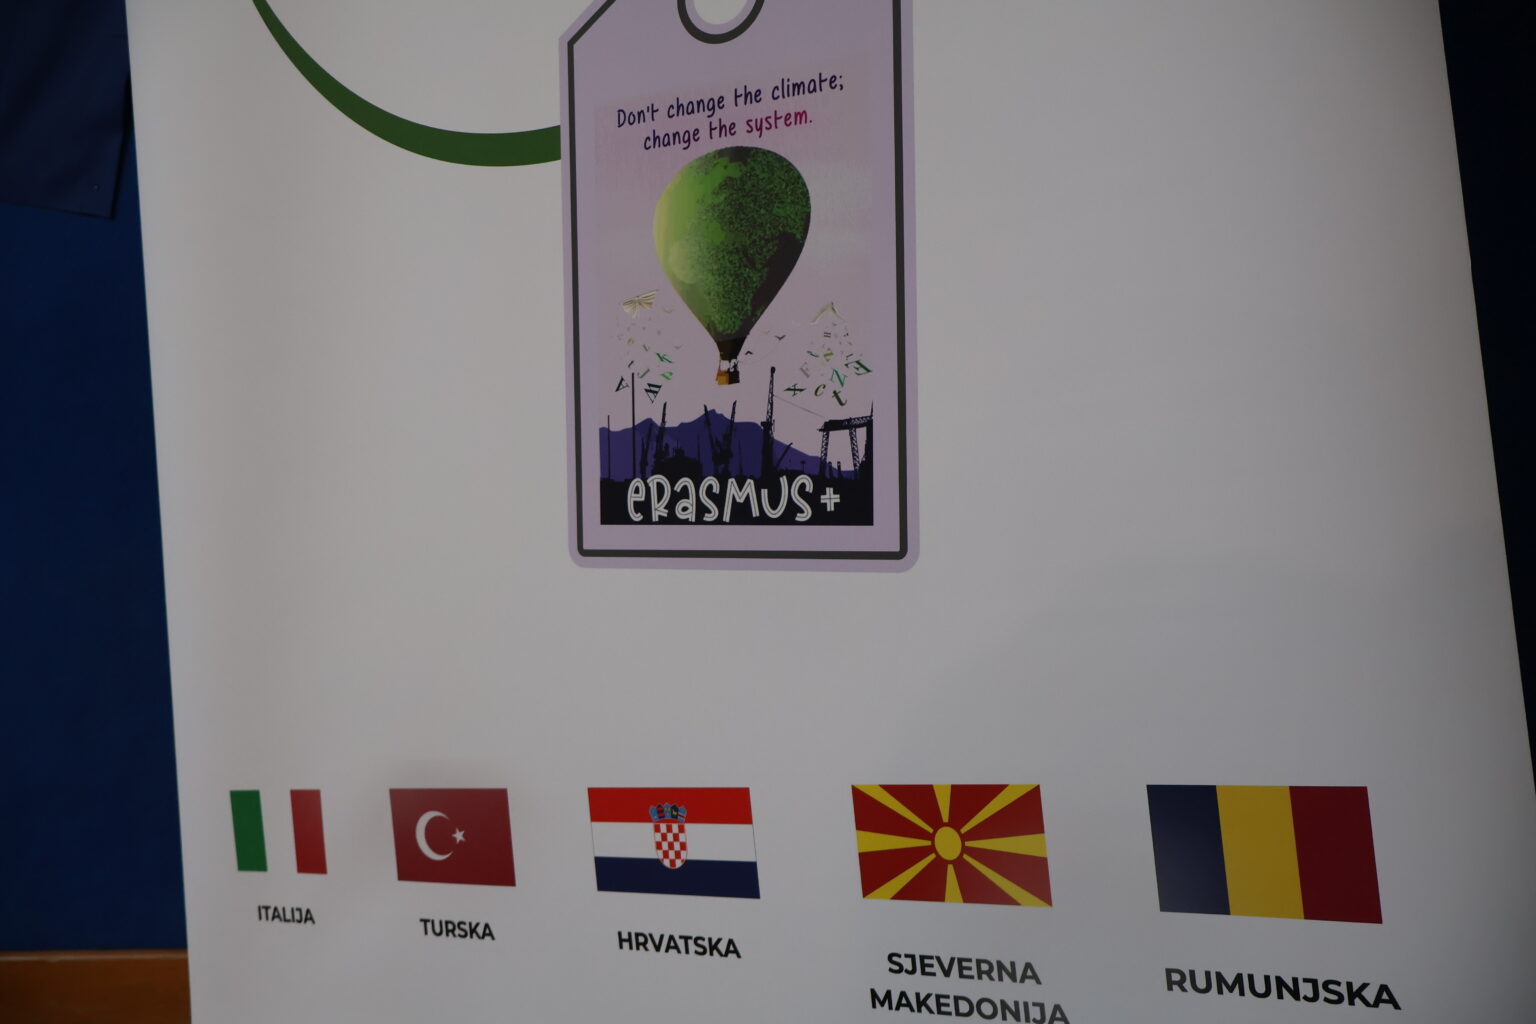 Don't change the climate;
change the system.
eRasmus+
ITALIJA
TURSKA
HRVATSKA
SJEVERNA
MAKEDONIJA
RUMUNJSKA